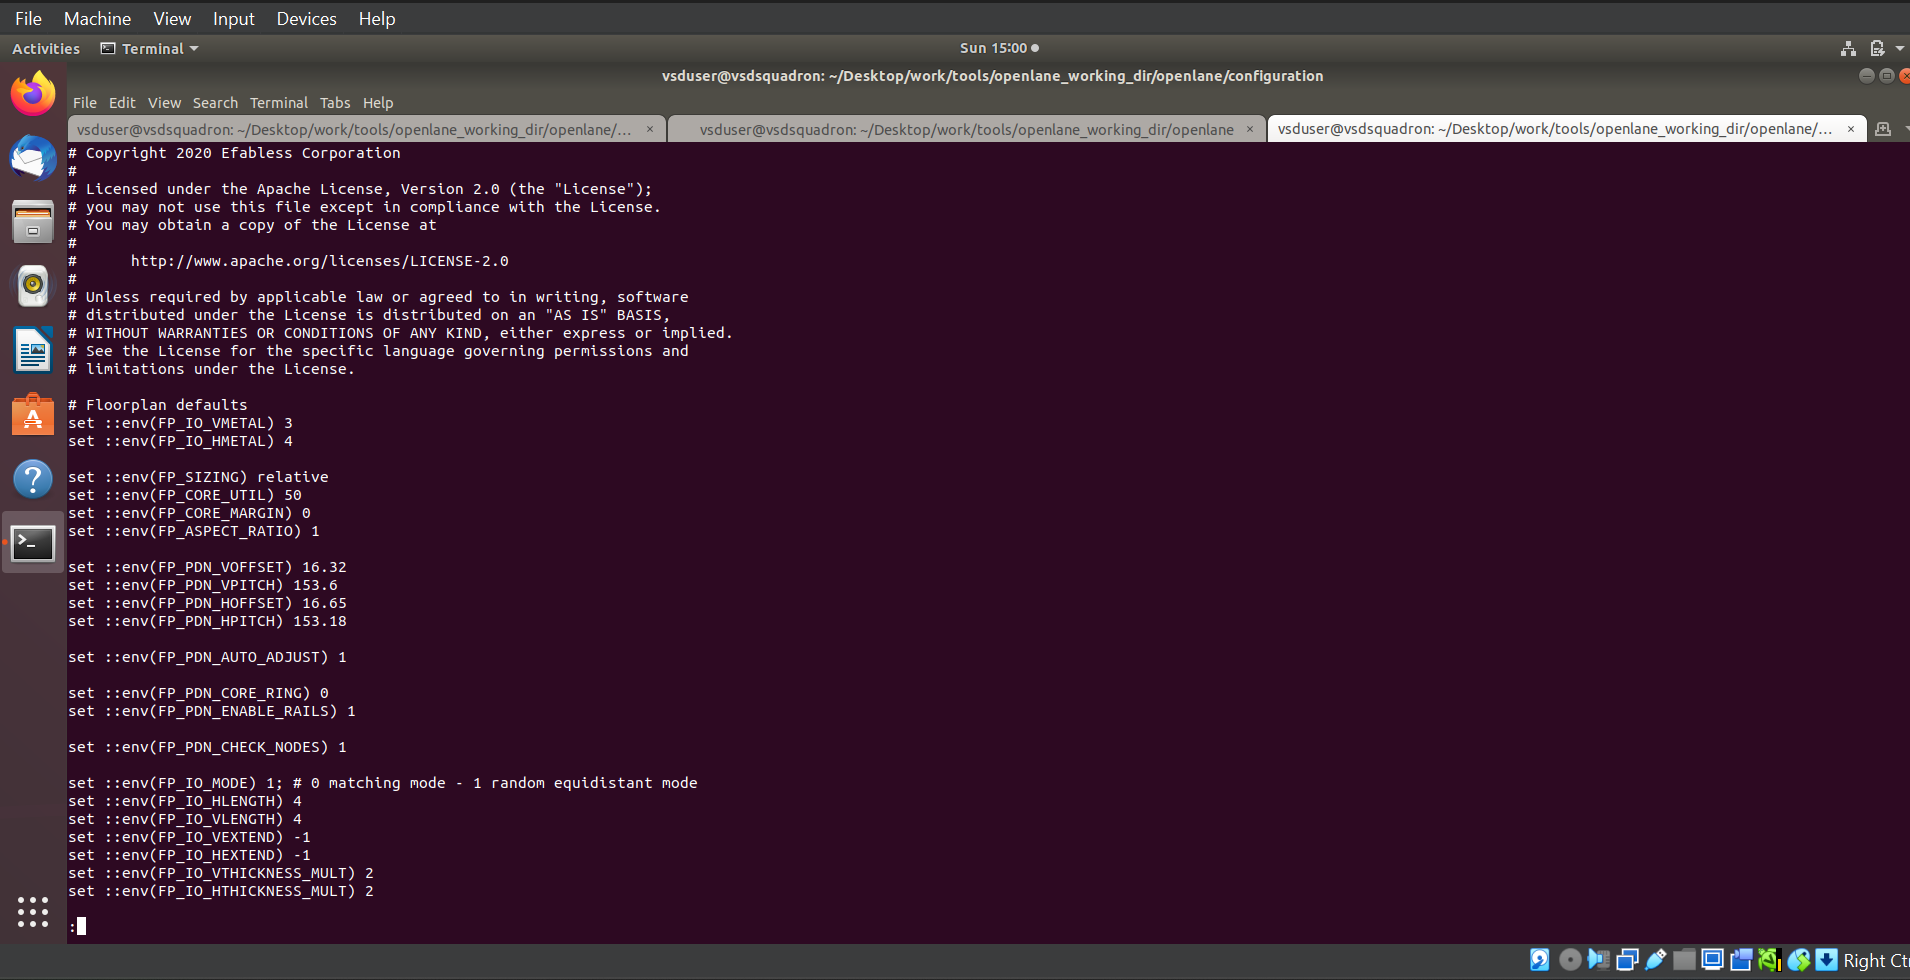 File Machine View Input Devices Help
Activities Terminal Sun 15:00
vsduser@vsdsquadron: ~/Desktop/work/tools/openlane_working_dir/openlane/configuration
File Edit View Search Terminal Tabs Help
vsduser@vsdsquadron: ~/Desktop/work/tools/openlane_working_dir/openlane/... × vsduser@vsdsquadron: ~/Desktop/work/tools/openlane_working_dir/openlane × vsduser@vsdsquadron: ~/Desktop/work/tools/openlane_working_dir/openlane/... ×
# Copyright 2020 Efabless Corporation
#
# Licensed under the Apache License, Version 2.0 (the "License");
# you may not use this file except in compliance with the License.
# You may obtain a copy of the License at
#
#      http://www.apache.org/licenses/LICENSE-2.0
#
# Unless required by applicable law or agreed to in writing, software
# distributed under the License is distributed on an "AS IS" BASIS,
# WITHOUT WARRANTIES OR CONDITIONS OF ANY KIND, either express or implied.
# See the License for the specific language governing permissions and
# limitations under the License.
# Floorplan defaults
set ::env(FP_IO_VMETAL) 3
set ::env(FP_IO_HMETAL) 4
set ::env(FP_SIZING) relative
set ::env(FP_CORE_UTIL) 50
set ::env(FP_CORE_MARGIN) 0
set ::env(FP_ASPECT_RATIO) 1
set ::env(FP_PDN_VOFFSET) 16.32
set ::env(FP_PDN_VPITCH) 153.6
set ::env(FP_PDN_HOFFSET) 16.65
set ::env(FP_PDN_HPITCH) 153.18
set ::env(FP_PDN_AUTO_ADJUST) 1
set ::env(FP_PDN_CORE_RING) 0
set ::env(FP_PDN_ENABLE_RAILS) 1
set ::env(FP_PDN_CHECK_NODES) 1
set ::env(FP_IO_MODE) 1; # 0 matching mode - 1 random equidistant mode
set ::env(FP_IO_HLENGTH) 4
set ::env(FP_IO_VLENGTH) 4
set ::env(FP_IO_VEXTEND) -1
set ::env(FP_IO_HEXTEND) -1
set ::env(FP_IO_VTHICKNESS_MULT) 2
set ::env(FP_IO_HTHICKNESS_MULT) 2
:
Right Ct